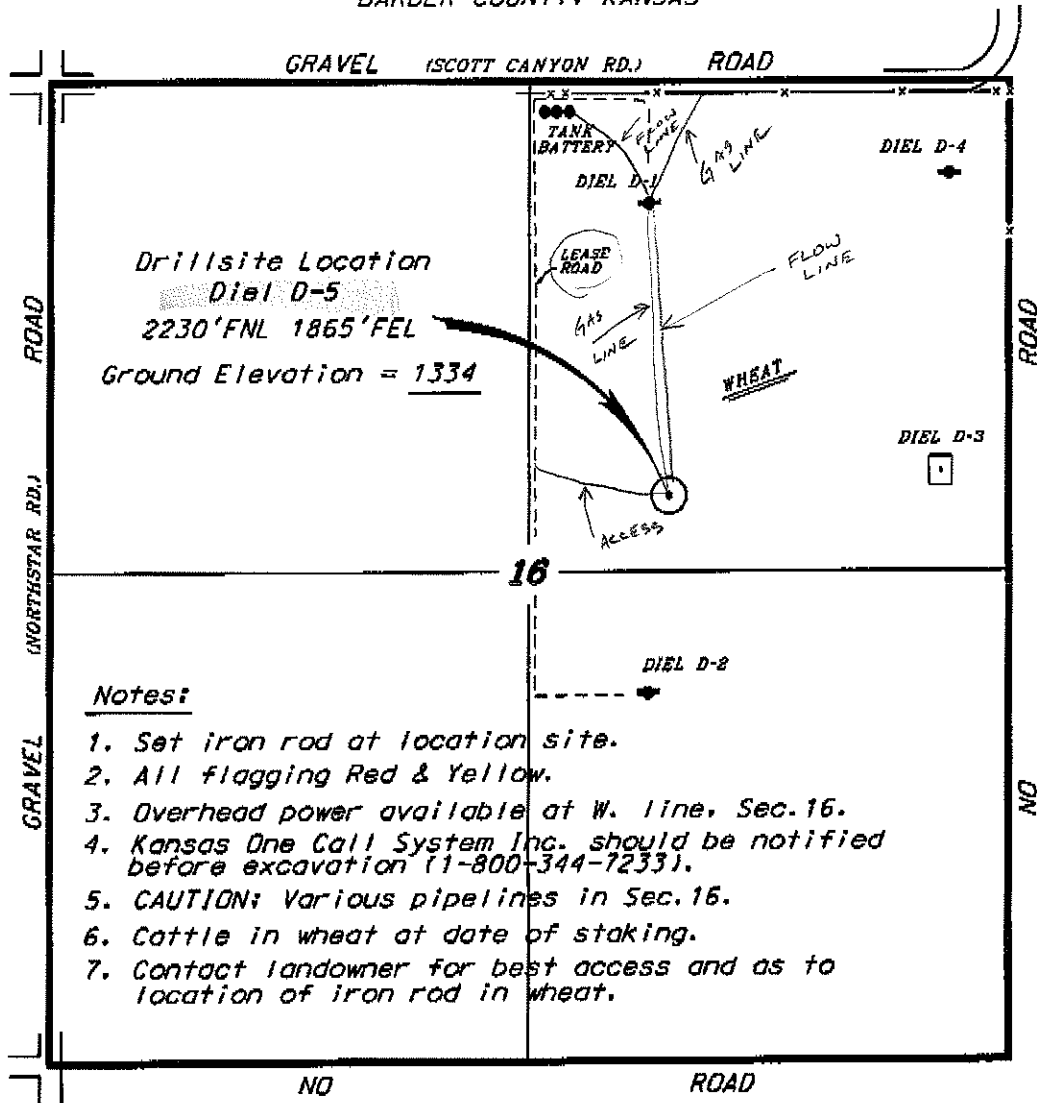 BARBER COUNTY, KANSAS
GRAVEL (SCOTT CANYON RD.) ROAD
TANK
BATTERY
FLOW
LINE
GAS
LINE
DIEL D-4
DIEL D-1
Drillsite Location
Diel D-5
2230'FNL 1865'FEL
Ground Elevation = 1334
LEASE
ROAD
FLOW
LINE
GAS
LINE
WHEAT
DIEL D-3
ACCESS
16
DIEL D-2
GRAVEL (NORTHSTAR RD.) ROAD
NO ROAD
Notes:
1. Set iron rod at location site.
2. All flagging Red & Yellow.
3. Overhead power available at W. line, Sec.16.
4. Kansas One Call System Inc. should be notified
before excavation (1-800-344-7233).
5. CAUTION: Various pipelines in Sec.16.
6. Cattle in wheat at date of staking.
7. Contact landowner for best access and as to
location of iron rod in wheat.
NO ROAD